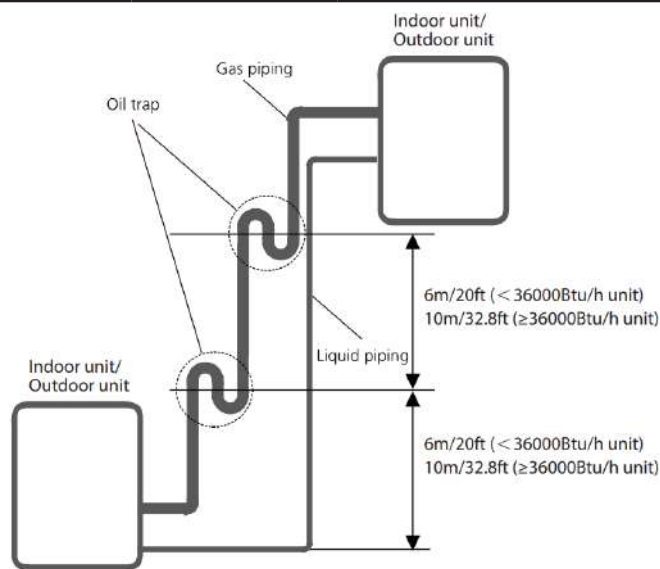 Indoor unit/
Outdoor unit
Gas piping
Oil trap
6m/20ft (<36000Btu/h unit)
10m/32.8ft (≥36000Btu/h unit)
Liquid piping
Indoor unit/
Outdoor unit
6m/20ft (<36000Btu/h unit)
10m/32.8ft (≥36000Btu/h unit)